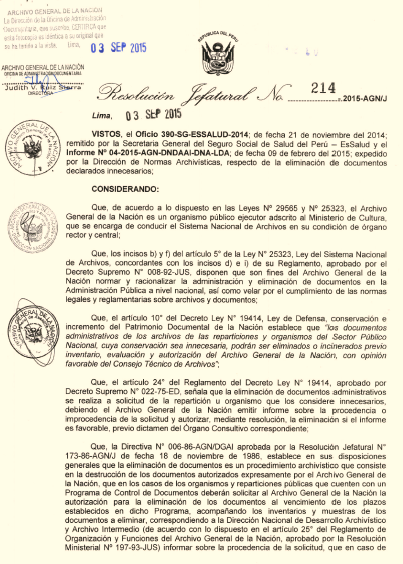 ARCHIVO GENERAL DE LA NACIÓN
La Dirección de la Oficina de Administración
que
Lima,
03 SEP 2015
ARCHIVO GENERAL DE LA NACIÓN
OFICINA DE ADMINISTRACIÓN DOCUMENTARIA
Judith V. Ruiz Sierra
DIRECTORA
REPUBLICA DEL PERU
Resolución Jefatural No. 214 -2015-AGN/J
Lima, 03 SEP 2015
VISTOS, el Oficio 390-SG-ESSALUD-2014; de fecha 21 de noviembre del 2014;
remitido por la Secretaria General del Seguro Social de Salud del Perú – EsSalud y el
Informe Nº 04-2015-AGN-DNDAAI-DNA-LDA; de fecha 09 de febrero del 2015; expedido
por la Dirección de Normas Archivísticas, respecto de la eliminación de documentos
declarados innecesarios;
CONSIDERANDO:
Que, de acuerdo a lo dispuesto en las Leyes Nº 29565 y Nº 25323, el Archivo
General de la Nación es un organismo público ejecutor adscrito al Ministerio de Cultura,
que se encarga de conducir el Sistema Nacional de Archivos en su condición de órgano
rector y central;
Que, los incisos b) y f) del artículo 5° de la Ley Nº 25323, Ley del Sistema Nacional
de Archivos, concordantes con los incisos d) e i) de su Reglamento, aprobado por el
Decreto Supremo Nº 008-92-JUS, disponen que son fines del Archivo General de la
Nación normar y racionalizar la administración y eliminación de documentos en la
Administración Pública a nivel nacional, así como velar por el cumplimiento de las normas
legales y reglamentarias sobre archivos y documentos;
Que, el artículo 10° del Decreto Ley Nº 19414, Ley de Defensa, conservación e
incremento del Patrimonio Documental de la Nación establece que "los documentos
administrativos de los archivos de las reparticiones y organismos del Sector Público
Nacional, cuya conservación sea innecesaria, podrán ser eliminados o incinerados previo
inventario, evaluación y autorización del Archivo General de la Nación, con opinión
favorable del Consejo Técnico de Archivos";
Que, el artículo 24° del Reglamento del Decreto Ley Nº 19414, aprobado por
Decreto Supremo N° 022-75-ED, señala que la eliminación de documentos administrativos
se realiza a solicitud de la repartición u organismo que los considere innecesarios,
debiendo el Archivo General de la Nación emitir informe sobre la procedencia o
improcedencia de la solicitud y autorizar, mediante resolución, la eliminación si el informe
es favorable, previo dictamen del Órgano Consultivo correspondiente;
Que, la Directiva N° 006-86-AGN/DGAI aprobada por la Resolución Jefatural N°
173-86-AGN/J de fecha 18 de noviembre de 1986, establece en sus disposiciones
generales que la eliminación de documentos es un procedimiento archivístico que consiste
en la destrucción de los documentos autorizados expresamente por el Archivo General de
la Nación, que en los casos de los organismos y reparticiones públicas que cuenten con un
Programa de Control de Documentos deberán solicitar al Archivo General de la Nación la
autorización para la eliminación de los documentos al vencimiento de los plazos
establecidos en dicho Programa, acompañando los inventarios y muestras de los
documentos a eliminar, correspondiendo a la Dirección Nacional de Desarrollo Archivístico
y Archivo Intermedio (de acuerdo con lo dispuesto en el artículo 25° del Reglamento de
Organización y Funciones del Archivo General de la Nación, aprobado por la Resolución
Ministerial Nº 197-93-JUS) informar sobre la procedencia de la solicitud, que en caso de